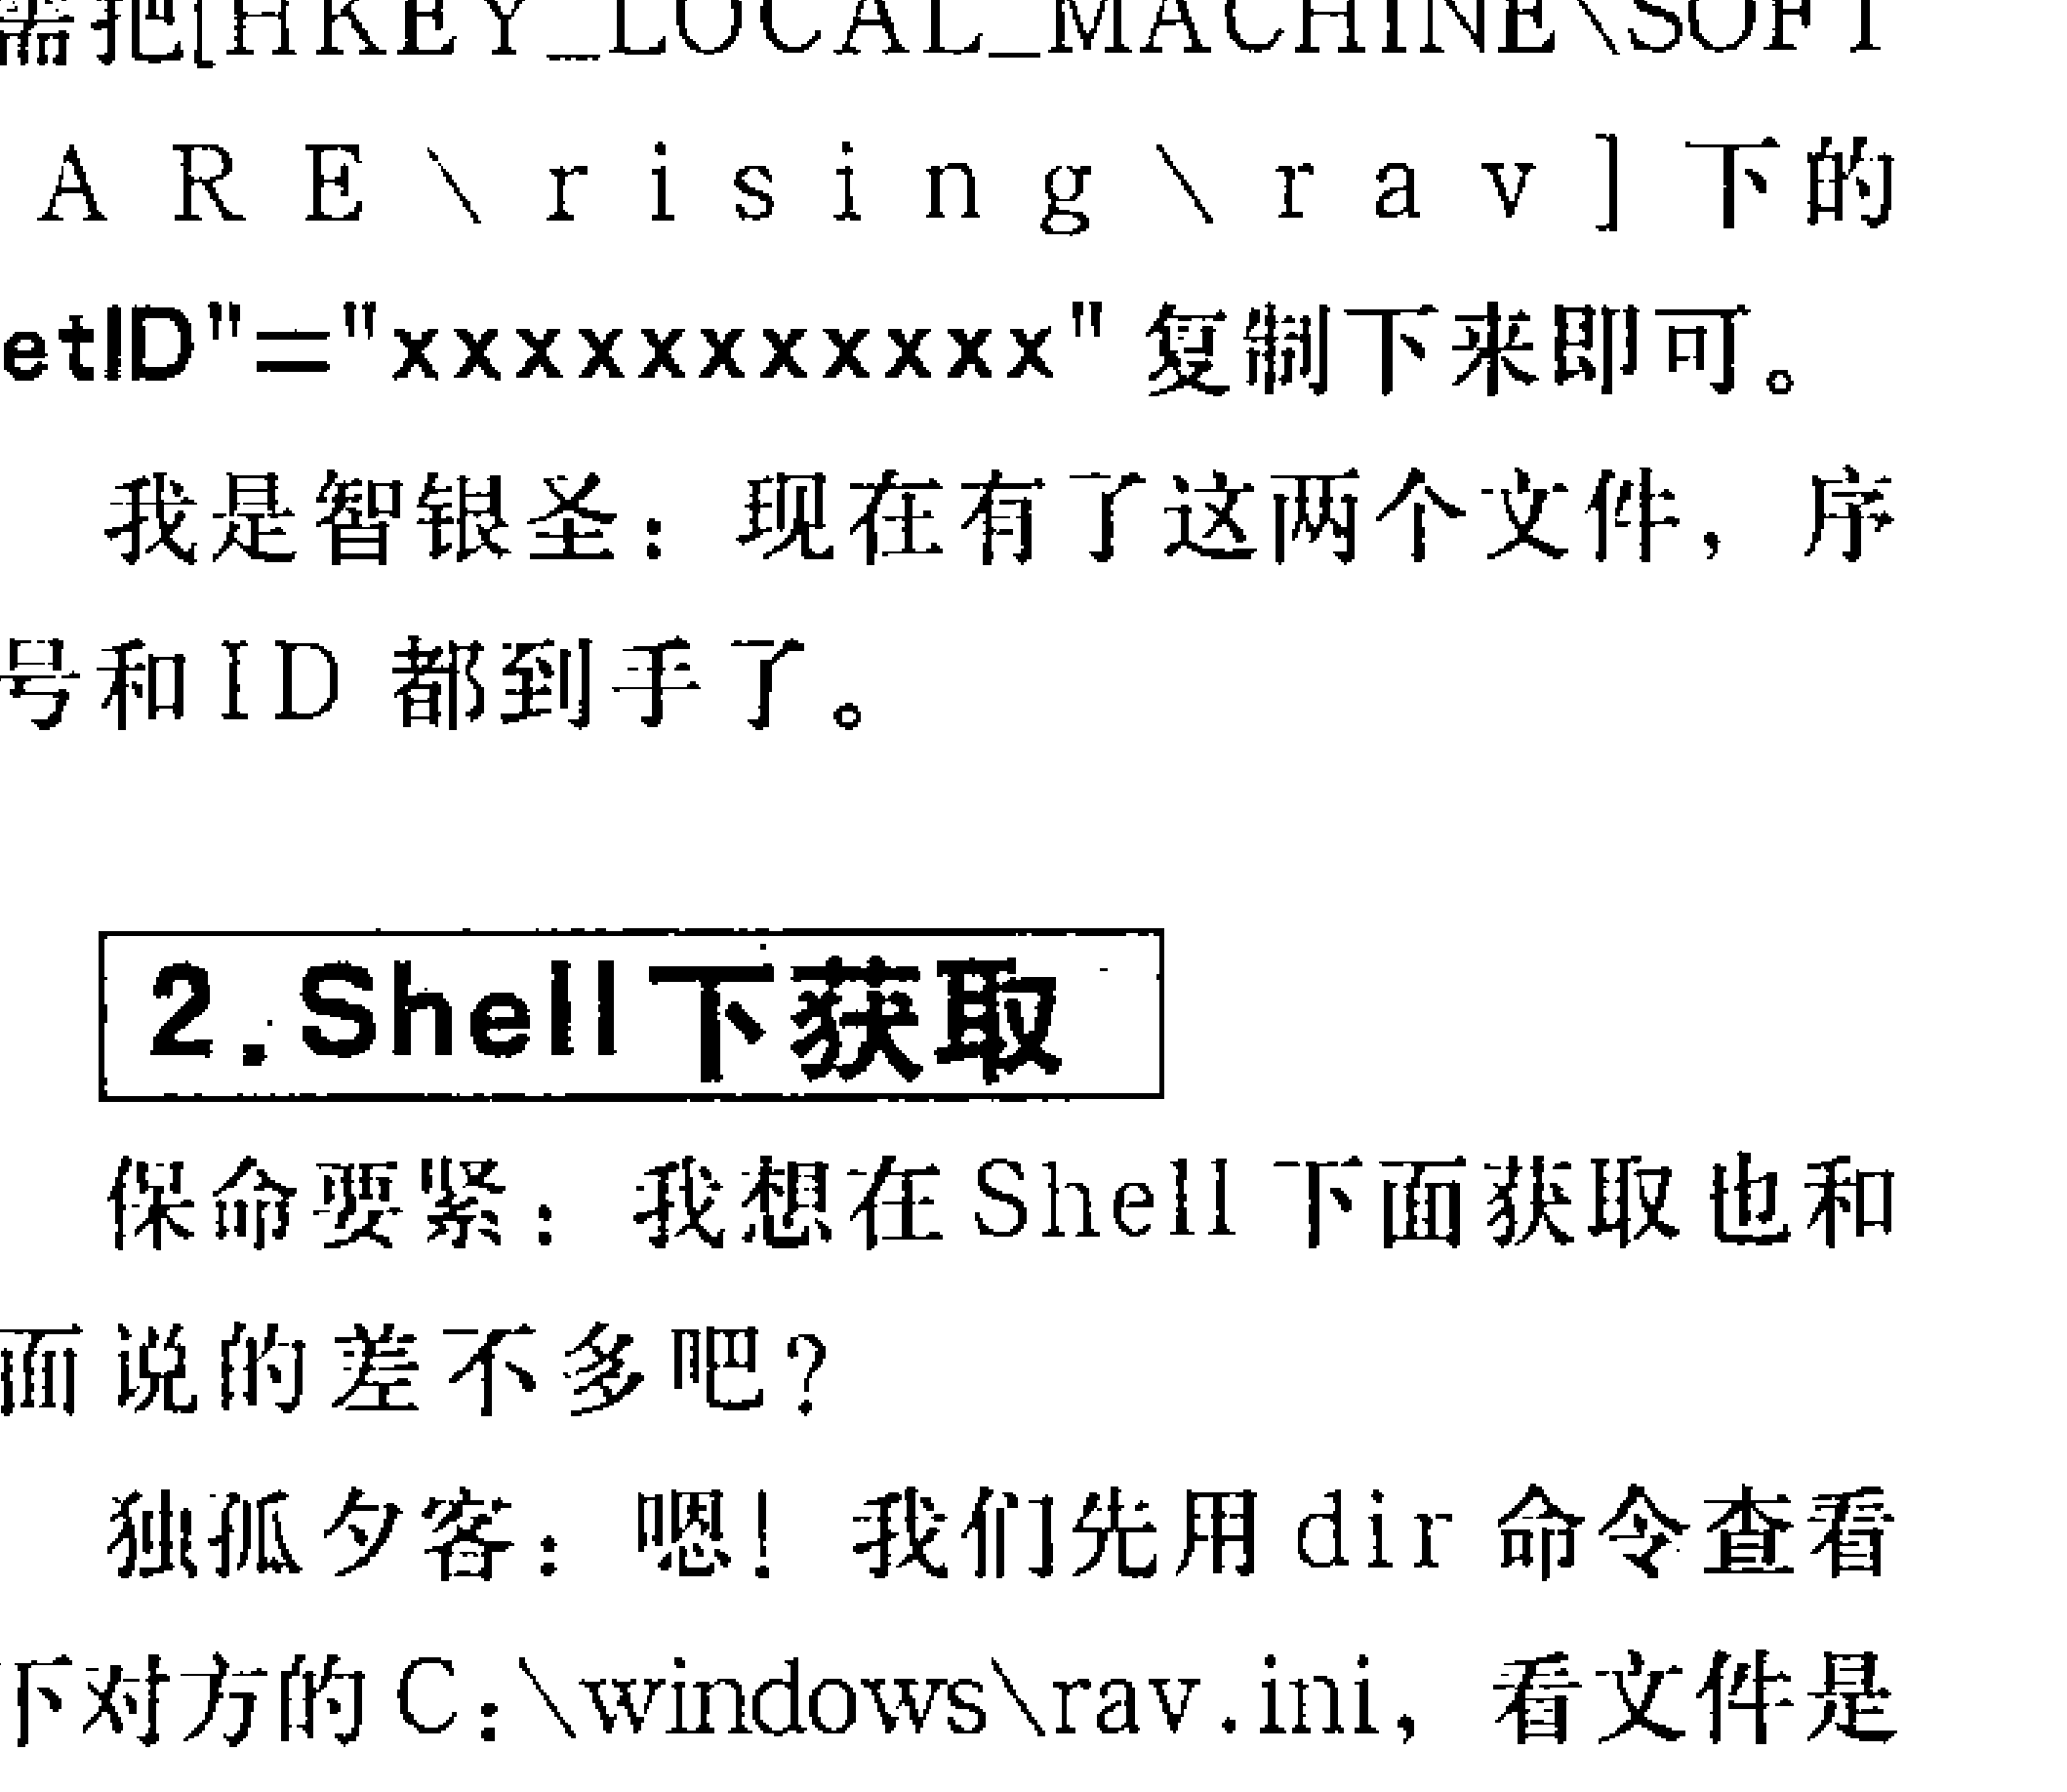 需把[HKEY_LOCAL_MACHINE\SOFT
ARE\rising\rav]下的
etID"="xxxxxxxxxxx"复制下来即可。
我是智银圣：现在有了这两个文件，序
号和ID 都到手了。
2.Shell下获取
保命要紧：我想在Shell下面获取也和
面说的差不多吧？
独孤夕客：嗯！我们先用dir命令查看
下对方的C:\windows\rav.ini，看文件是